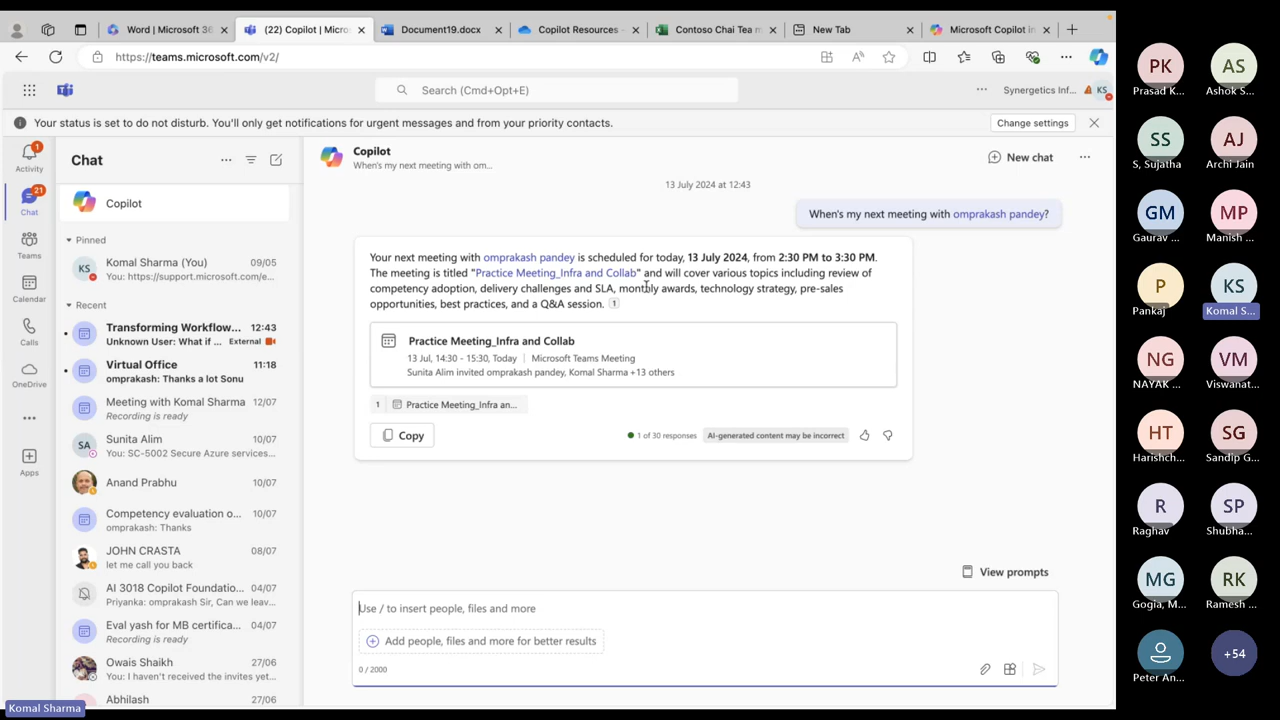 Word | Microsoft 36
(22) Copilot | Micros
Document19.docx
Copilot Resources -
Contoso Chai Tea m
New Tab
Microsoft Copilot in
https://teams.microsoft.com/v2/
Search (Cmd+Opt+E)
Synergetics Inf...
KS
Your status is set to do not disturb. You'll only get notifications for urgent messages and from your priority contacts.
Change settings
1
Activity
21
Chat
Teams
Calendar
Calls
OneDrive
Apps
Chat
Copilot
Pinned
KS
Komal Sharma (You)
09/05
You: https://support.microsoft.com/e...
Recent
Transforming Workflow...
12:43
Unknown User: What if ...
External
Virtual Office
11:18
omprakash: Thanks a lot Sonu
Meeting with Komal Sharma
12/07
Recording is ready
SA
Sunita Alim
10/07
You: SC-5002 Secure Azure services...
Anand Prabhu
10/07
Competency evaluation o...
10/07
omprakash: Thanks
JOHN CRASTA
08/07
let me call you back
AI 3018 Copilot Foundatio...
04/07
Priyanka: omprakash Sir, Can we leav...
Eval yash for MB certifica...
04/07
Recording is ready
Owais Shaikh
27/06
You: I haven't received the invites yet...
Abhilash
27/06
Komal Sharma
Copilot
When's my next meeting with om...
New chat
13 July 2024 at 12:43
When's my next meeting with omprakash pandey?
Your next meeting with omprakash pandey is scheduled for today, 13 July 2024, from 2:30 PM to 3:30 PM.
The meeting is titled "Practice Meeting_Infra and Collab" and will cover various topics including review of
competency adoption, delivery challenges and SLA, monthly awards, technology strategy, pre-sales
opportunities, best practices, and a Q&A session. 1
Practice Meeting_Infra and Collab
13 Jul, 14:30 - 15:30, Today | Microsoft Teams Meeting
Sunita Alim invited omprakash pandey, Komal Sharma +13 others
1
Practice Meeting_Infra an...
Copy
1 of 30 responses
AI-generated content may be incorrect
View prompts
Use / to insert people, files and more
Add people, files and more for better results
0 / 2000
PK
Prasad K...
AS
Ashok S...
SS
S, Sujatha
AJ
Archi Jain
GM
Gaurav ...
MP
Manish ...
P
Pankaj
KS
Komal S...
NG
NAYAK ...
VM
Viswanat...
HT
Harishch...
SG
Sandip G...
R
Raghav
SP
Shubha...
MG
Gogia, M...
RK
Ramesh ...
Peter An...
+54